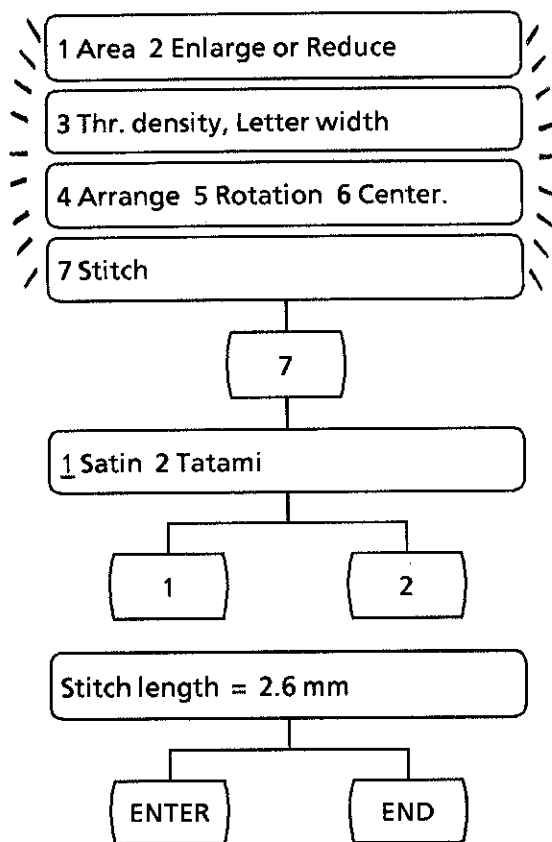 1 Area 2 Enlarge or Reduce
3 Thr. density, Letter width
4 Arrange 5 Rotation 6 Center.
7 Stitch
7
1 Satin 2 Tatami
1 2
Stitch length = 2.6 mm
ENTER END